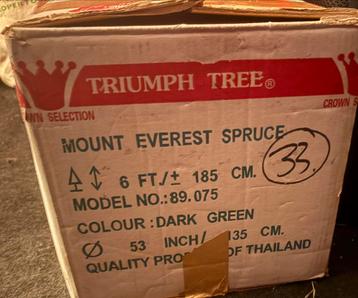 TRIUMPH TREE®
CROWN SELECTION
MOUNT EVEREST SPRUCE
6 FT./± 185 CM.
33.
MODEL NO.:89.075
COLOUR :DARK GREEN
Ø 53 INCH/ 135 CM.
QUALITY PRODUCT OF THAILAND